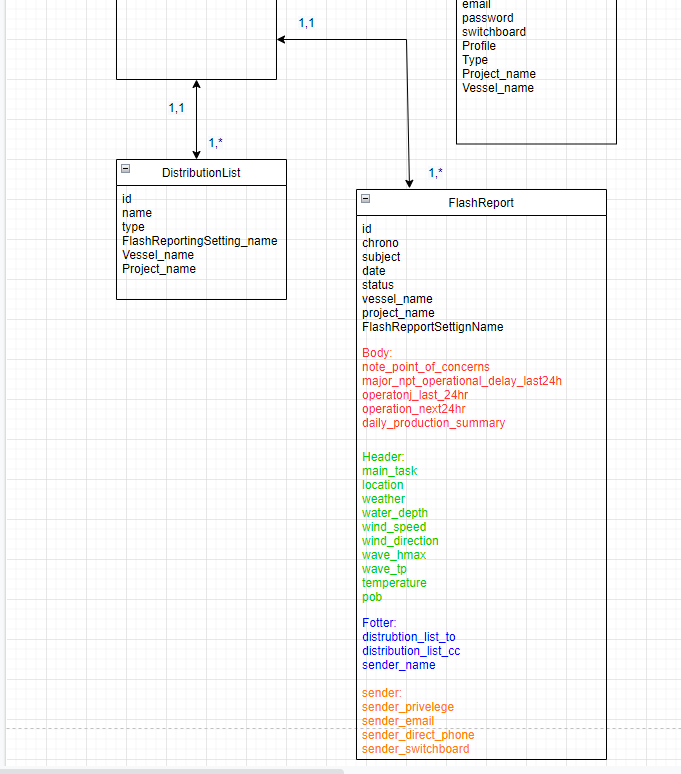 1,1
email
password
switchboard
Profile
Type
Project_name
Vessel_name
1,1
1,*
1,*
DistributionList
id
name
type
FlashReportingSetting_name
Vessel_name
Project_name
FlashReport
id
chrono
subject
date
status
vessel_name
project_name
FlashRepportSettignName
Body:
note_point_of_concerns
major_npt_operational_delay_last24h
operatonj_last_24hr
operation_next24hr
daily_production_summary
Header:
main_task
location
weather
water_depth
wind_speed
wind_direction
wave_hmax
wave_tp
temperature
pob
Fotter:
distrubtion_list_to
distribution_list_cc
sender_name
sender:
sender_privelege
sender_email
sender_direct_phone
sender_switchboard